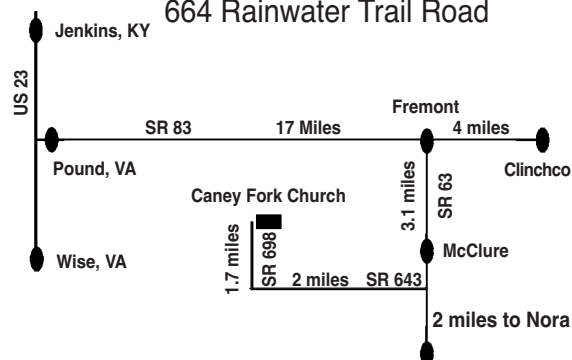 664 Rainwater Trail Road
Jenkins, KY
US 23
Fremont
SR 83
17 Miles
4 miles
Pound, VA
Clinchco
3.1 miles
SR 63
Caney Fork Church
1.7 miles
SR 698
McClure
Wise, VA
2 miles
SR 643
2 miles to Nora